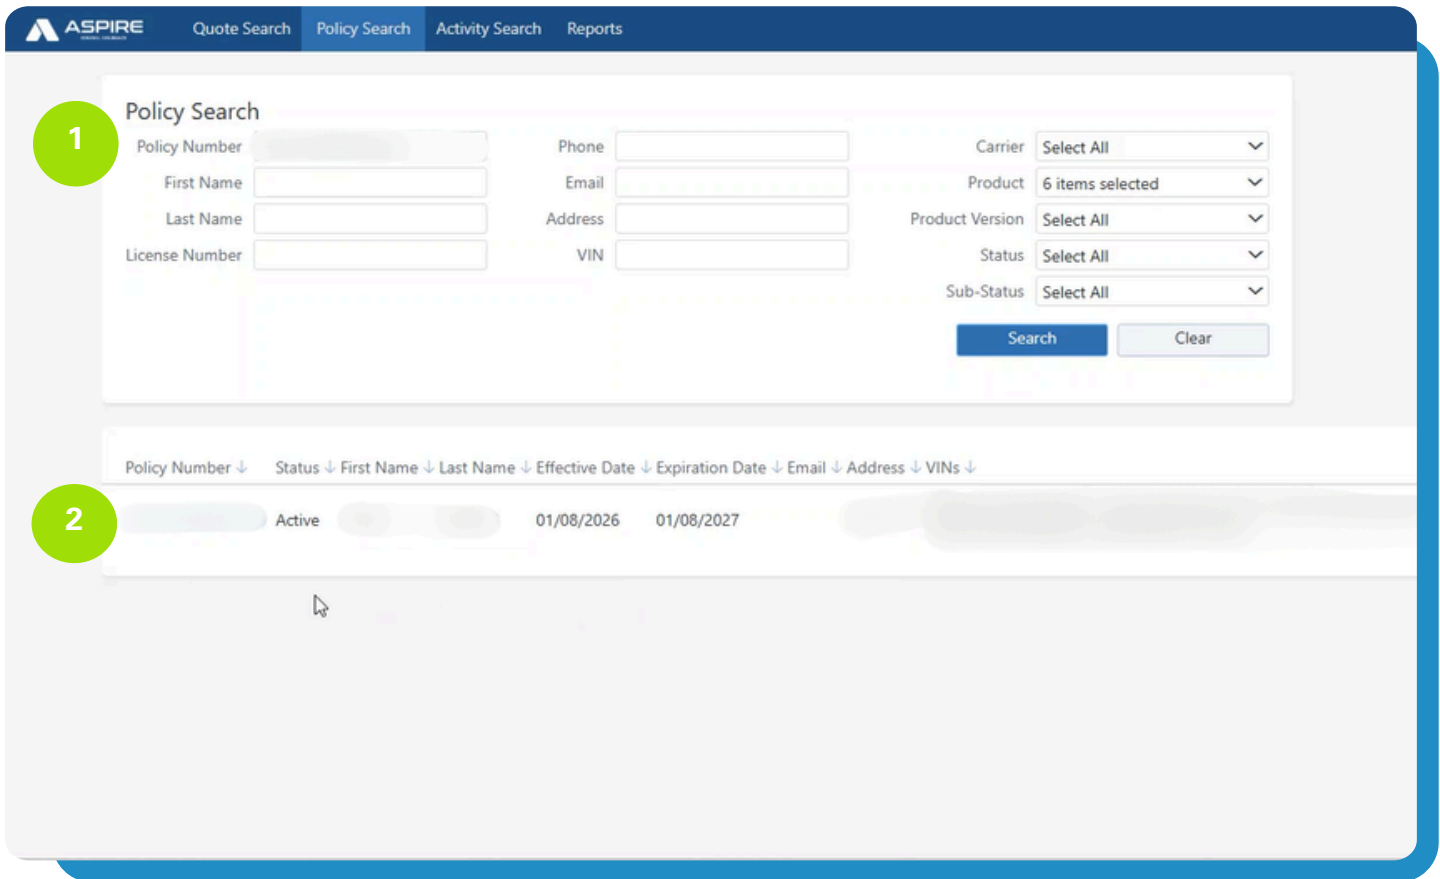 ASPIRE Quote Search Policy Search Activity Search Reports
Policy Search
1
Policy Number Phone Carrier Select All
First Name Email Product 6 items selected
Last Name Address Product Version Select All
License Number VIN Status Select All
Sub-Status Select All
Search Clear
Policy Number Status First Name Last Name Effective Date Expiration Date Email Address VINs
2 Active 01/08/2026 01/08/2027